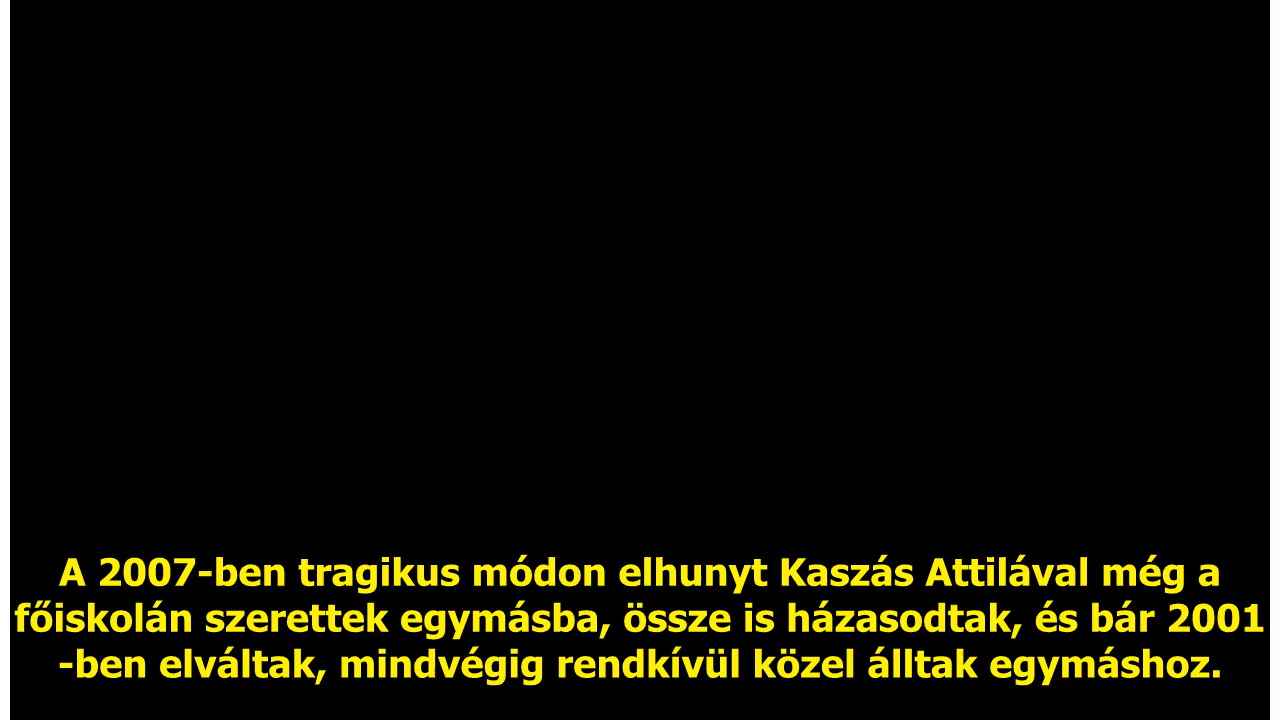 A 2007-ben tragikus módon elhunyt Kaszás Attilával még a
főiskolán szerettek egymásba, össze is házasodtak, és bár 2001
-ben elváltak, mindvégig rendkívül közel álltak egymáshoz.